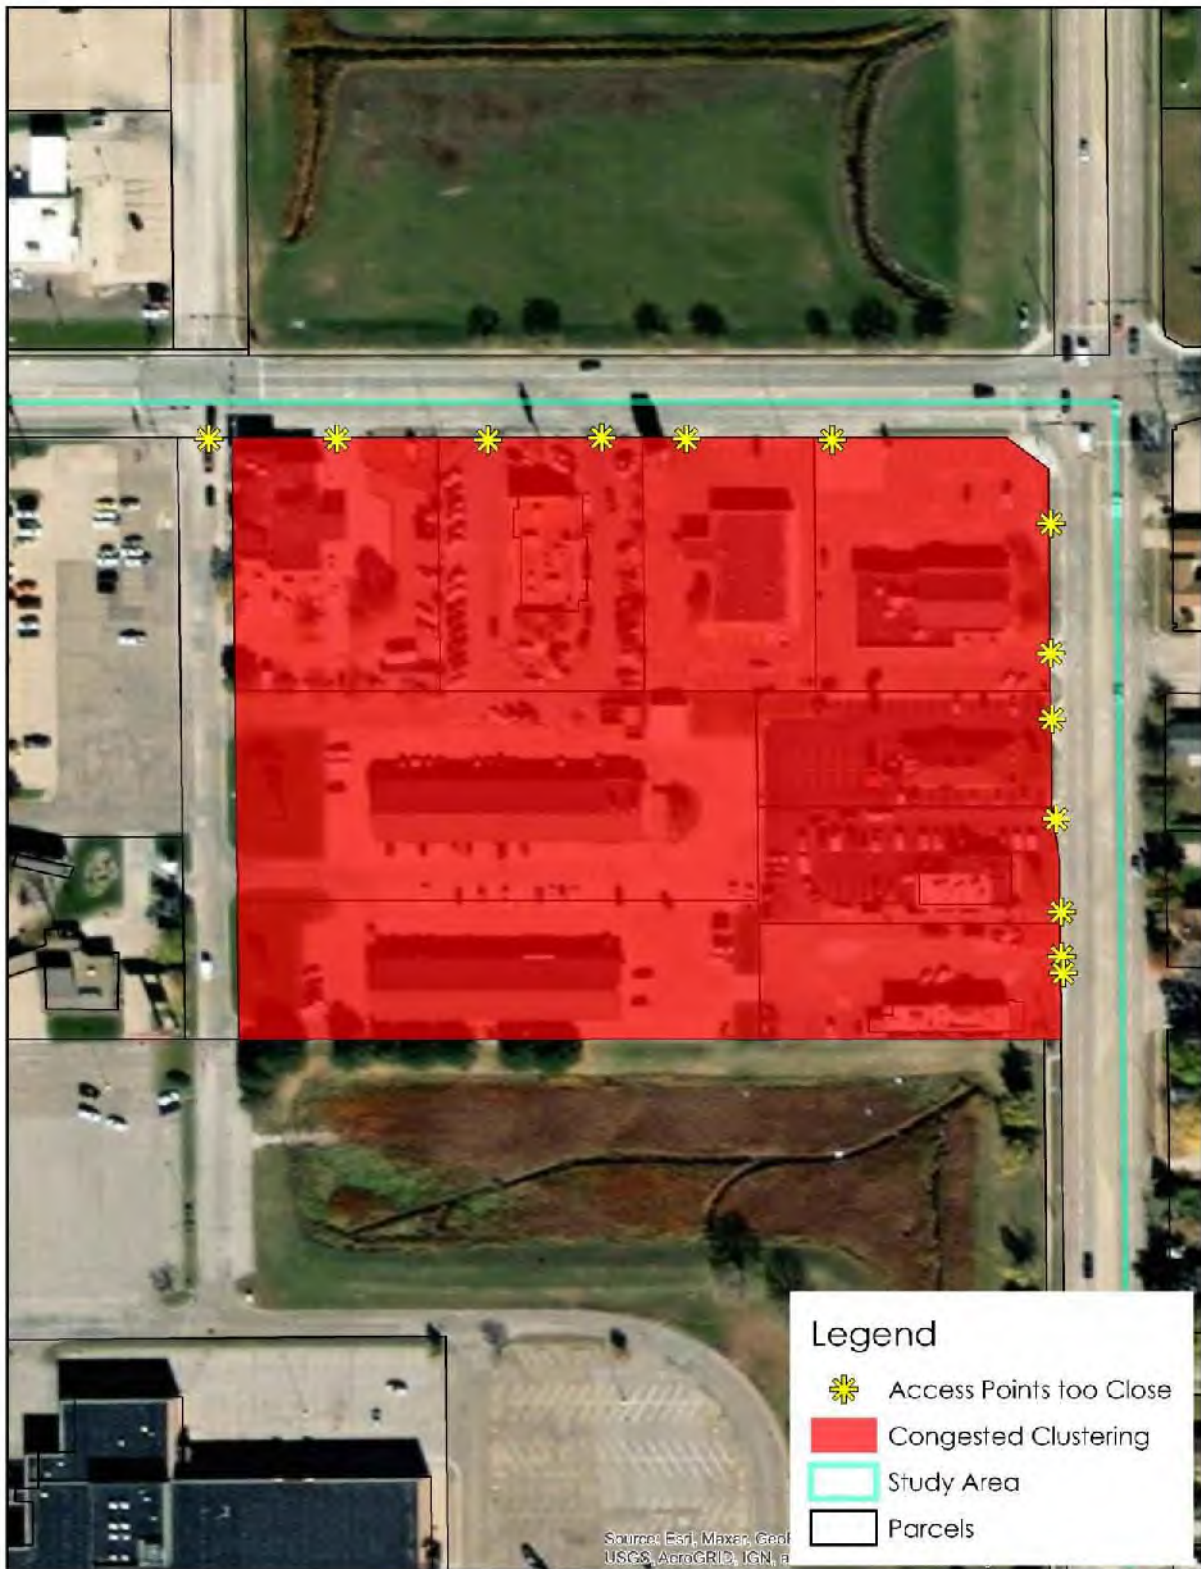 Legend
Access Points too Close
Congested Clustering
Study Area
Parcels
Source: Esri, Maxar, Geo
USGS, AeroGRID, IGN, a